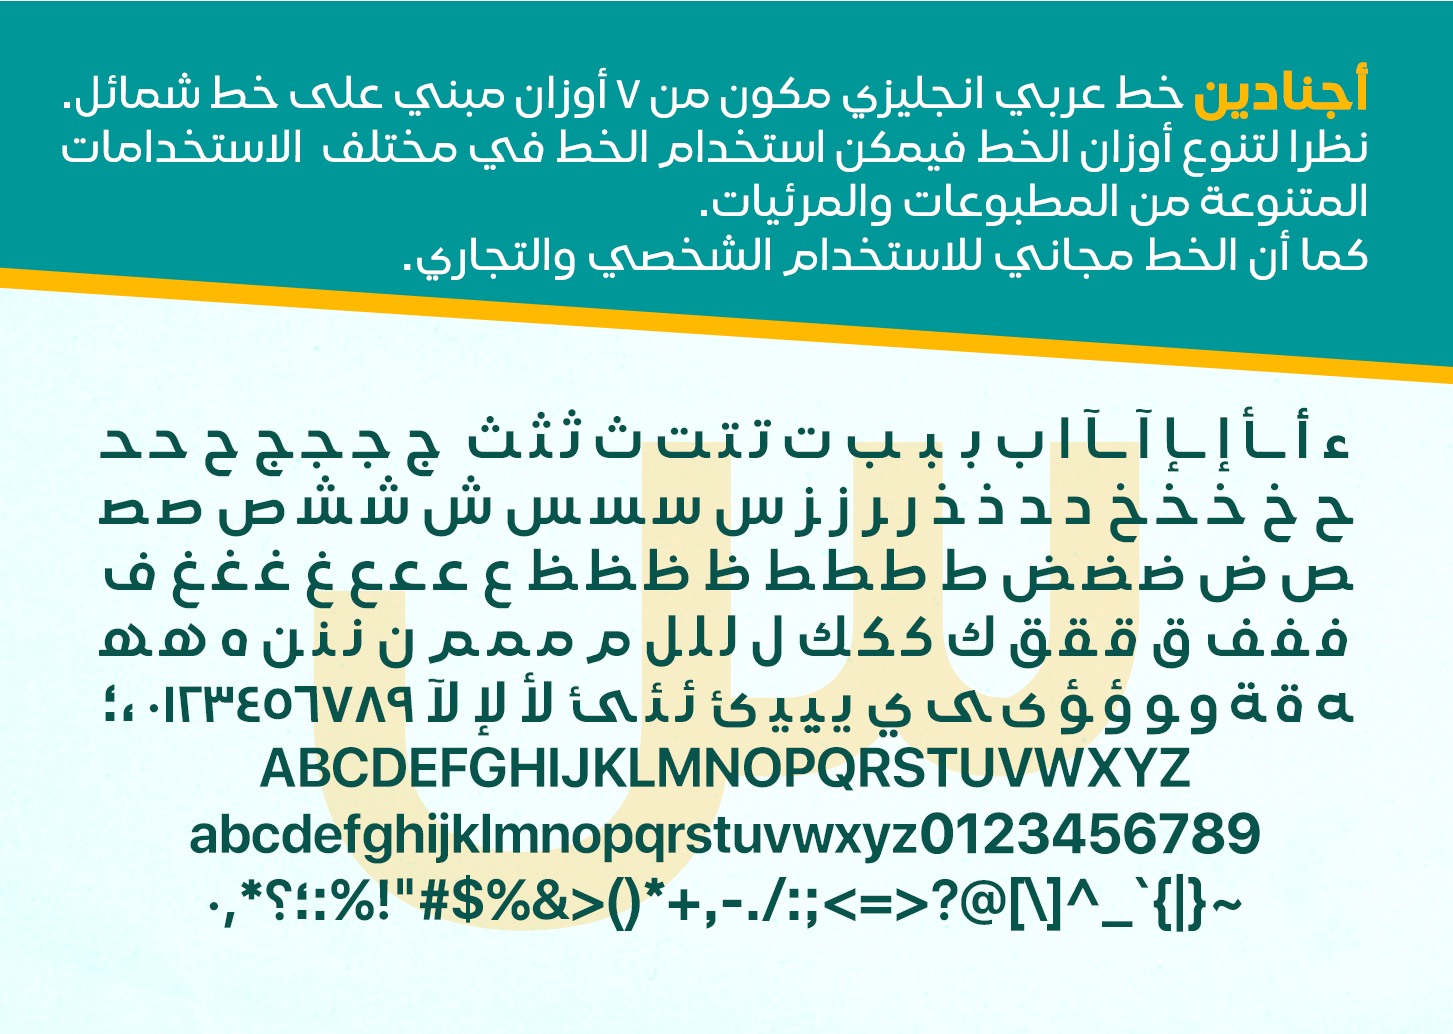 أجنادين خط عربي انجليزي مكون من ٧ أوزان مبني على خط شمائل.
نظرا لتنوع أوزان الخط فيمكن استخدام الخط في مختلف الاستخدامات
المتنوعة من المطبوعات والمرئيات.
كما أن الخط مجاني للاستخدام الشخصي والتجاري.
ء أ ـأ إ ـإ آ ـآ ا ب بـ ـبـ ـب ت تـ ـتـ ـت ث ثـ ـثـ ـث ج جـ ـجـ ـج ح حـ ـحـ
ـح خ خـ ـخـ ـخ د ـد ذ ـذ ر ـر ز ـز س سـ ـسـ ـس ش شـ ـشـ ص صـ ـصـ
ـص ض ضـ ـضـ ـض ط طـ ـطـ ـط ظ ظـ ـظـ ـظ ع عـ ـعـ ـع غ غـ ـغـ ـغ ف
فـ ـفـ ـف ق قـ ـقـ ـق ك كـ ـكـ ـك ل لـ ـلـ ـل م مـ ـمـ ـم ن نـ ـنـ ـن ه هـ ـهـ
ـه ة ـة و ـو ؤ ـؤ ى ـى ي يـ ـيـ ـي ئ ئـ ـئـ ـئ لأ لإ لآ ٠١٢٣٤٥٦٧٨٩. ،؛
ABCDEFGHIJKLMNOPQRSTUVWXYZ
abcdefghijklmnopqrstuvwxyz0123456789
.,*؟؛:%!"#$%&>()*+,-./:;<=>?@[\]^_`{|}~